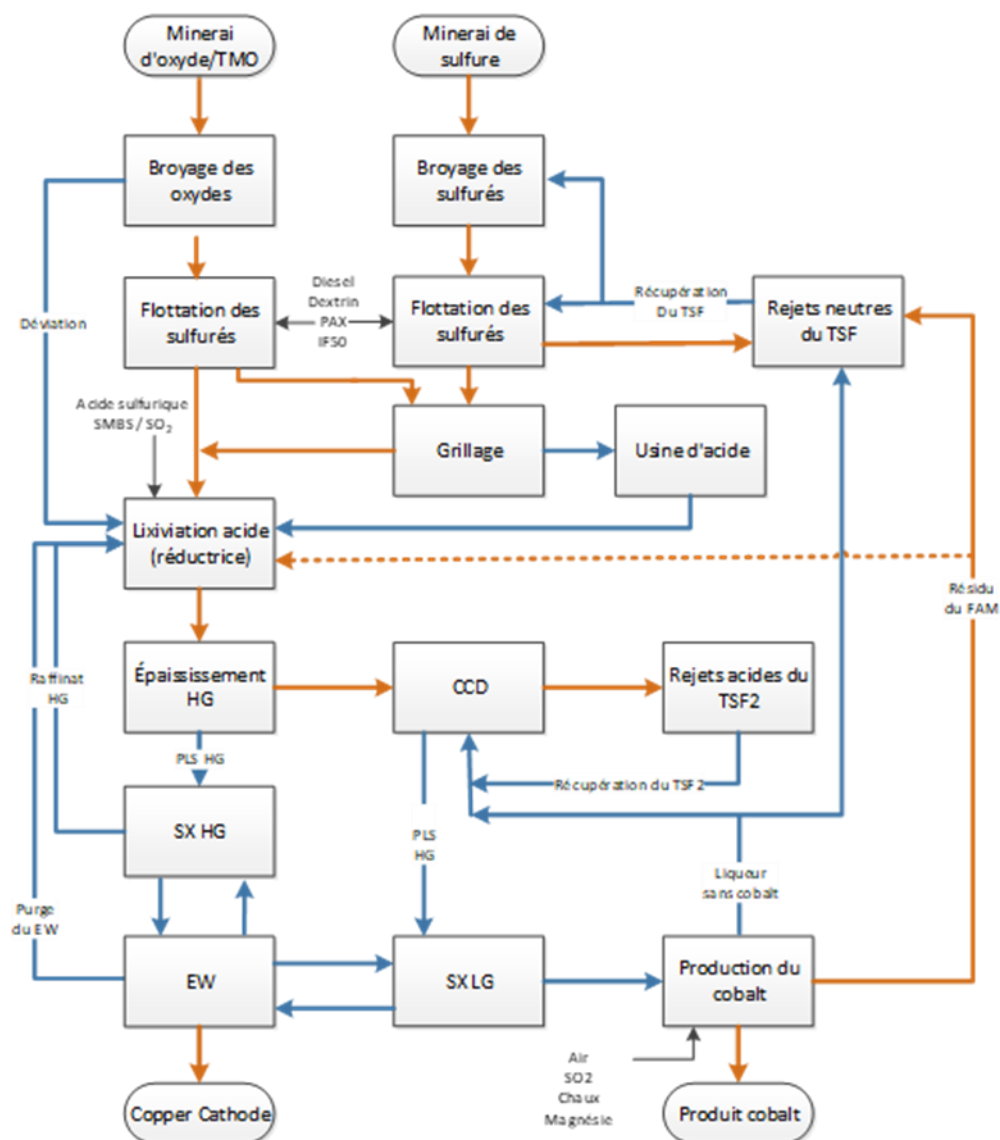 Minerai
d'oxyde/TMO
Minerai de
sulfure
Broyage des
oxydes
Broyage des
sulfurés
Diesel
Dextrin
PAX
IF50
Flottation des
sulfurés
Flottation des
sulfurés
Récupération
Du TSF
Rejets neutres
du TSF
Déviation
Acide sulfurique
SMBS / SO₂
Grillage
Usine d'acide
Lixiviation acide
(réductrice)
Résidu
du FAM
Raffinat
HG
Épaississement
HG
CCD
Rejets acides du
TSF2
PLS HG
Récupération du TSF2
SX HG
PLS
HG
Liqueur
sans cobalt
Purge
du EW
EW
SX LG
Production du
cobalt
Air
SO2
Chaux
Magnésie
Copper Cathode
Produit cobalt